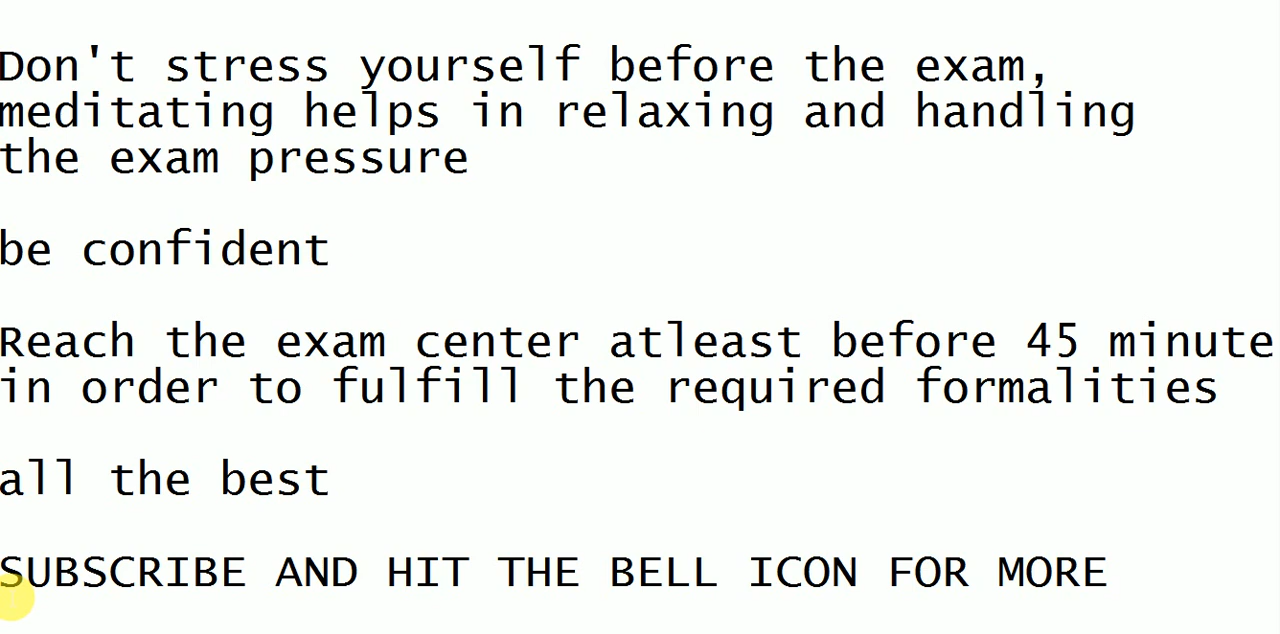 Don't stress yourself before the exam,
meditating helps in relaxing and handling
the exam pressure
be confident
Reach the exam center atleast before 45 minute
in order to fulfill the required formalities
all the best
SUBSCRIBE AND HIT THE BELL ICON FOR MORE